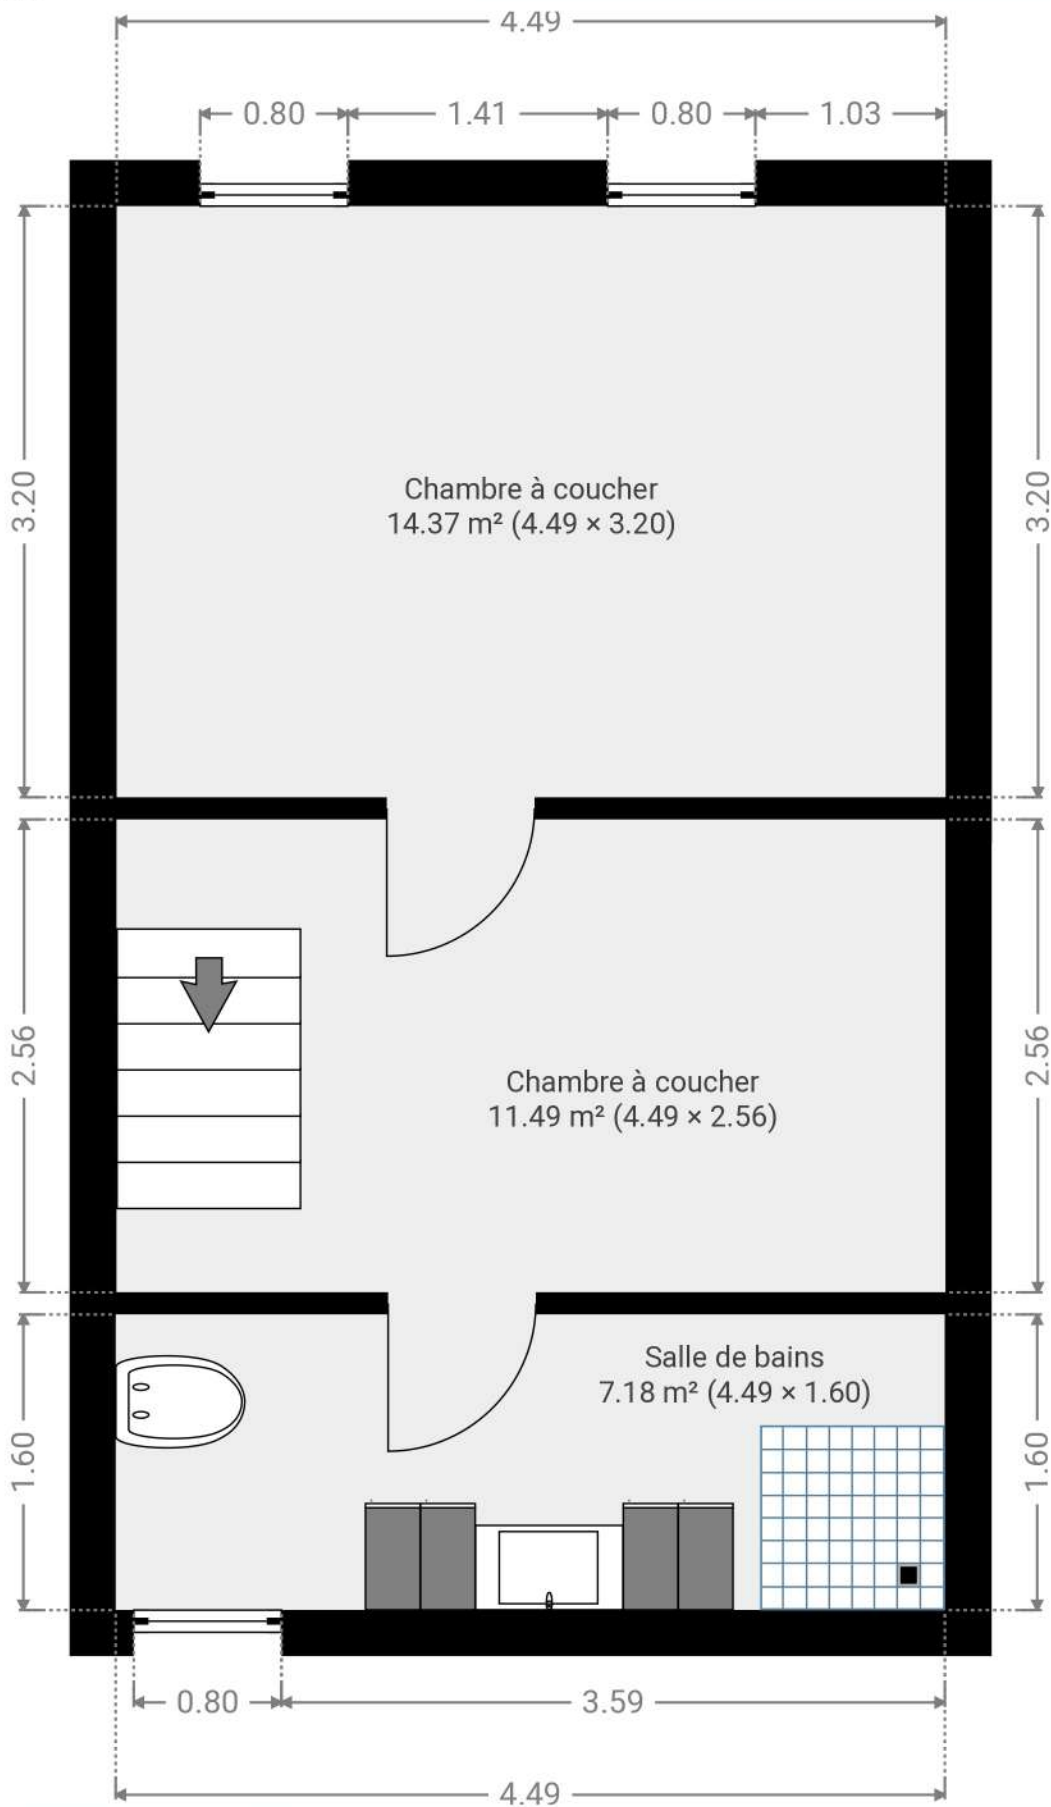 4.49
0.80
1.41
0.80
1.03
3.20
3.20
Chambre à coucher
14.37 m² (4.49 × 3.20)
2.56
2.56
Chambre à coucher
11.49 m² (4.49 × 2.56)
Salle de bains
7.18 m² (4.49 × 1.60)
1.60
1.60
0.80
3.59
4.49